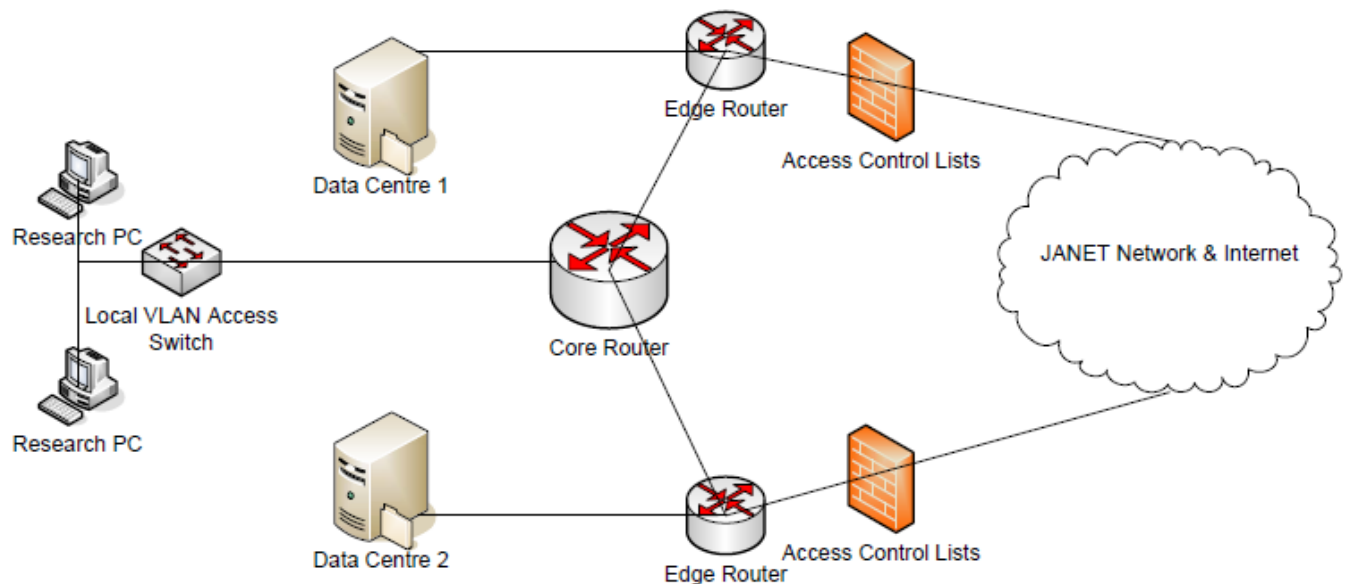 Edge Router
Access Control Lists
Data Centre 1
Research PC
JANET Network & Internet
Local VLAN Access
Switch
Core Router
Research PC
Data Centre 2
Access Control Lists
Edge Router